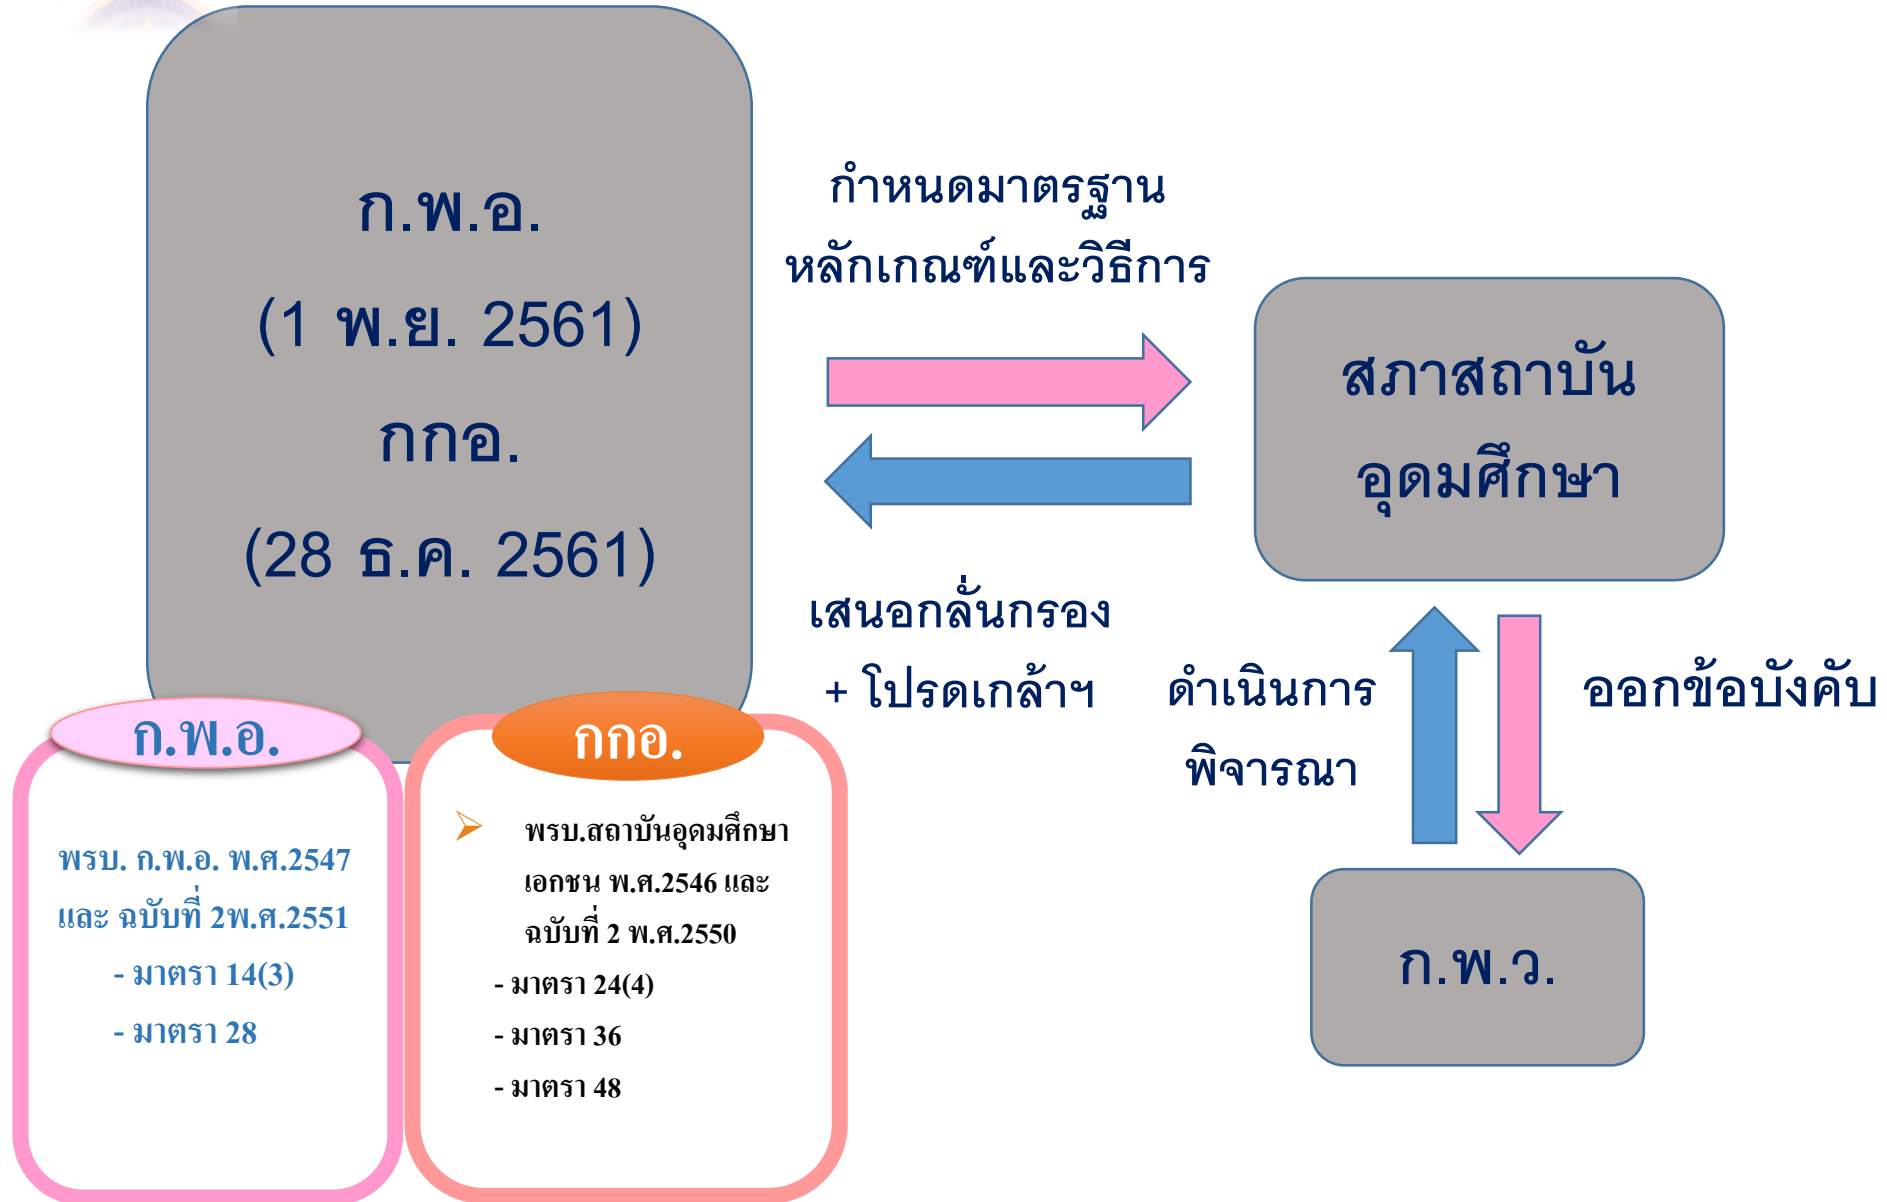 ก.พ.อ.
(1 พ.ย. 2561)
กกอ.
(28 ธ.ค. 2561)
กำหนดมาตรฐาน
หลักเกณฑ์และวิธีการ
สภาสถาบัน
อุดมศึกษา
เสนอกลั่นกรอง
+ โปรดเกล้าฯ
ดำเนินการ
พิจารณา
ออกข้อบังคับ
ก.พ.ว.
ก.พ.อ.
พรบ. ก.พ.อ. พ.ศ.2547
และ ฉบับที่ 2พ.ศ.2551
- มาตรา 14(3)
- มาตรา 28
กกอ.
พรบ.สถาบันอุดมศึกษา
เอกชน พ.ศ.2546 และ
ฉบับที่ 2 พ.ศ.2550
- มาตรา 24(4)
- มาตรา 36
- มาตรา 48